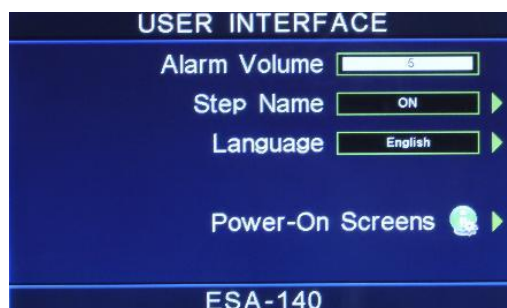 USER INTERFACE
Alarm Volume 5
Step Name ON
Language English
Power-On Screens
ESA-140